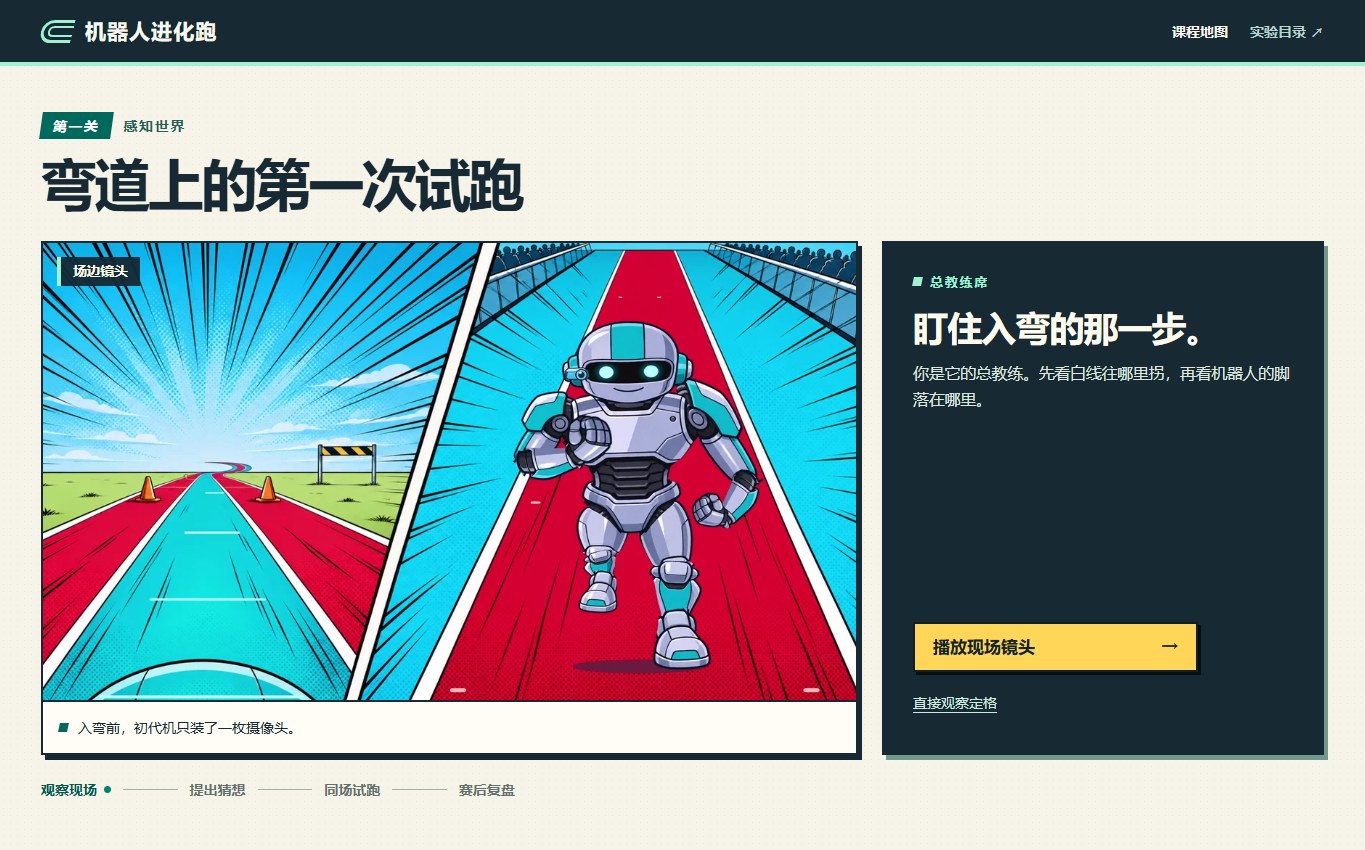 机器人进化跑
课程地图
实验目录 ↗
第一关
感知世界
弯道上的第一次试跑
场边镜头
入弯前，初代机只装了一枚摄像头。
总教练席
盯住入弯的那一步。
你是它的总教练。先看白线往哪里拐，再看机器人的脚
落在哪里。
播放现场镜头 →
直接观察定格
观察现场
提出猜想
同场试跑
赛后复盘